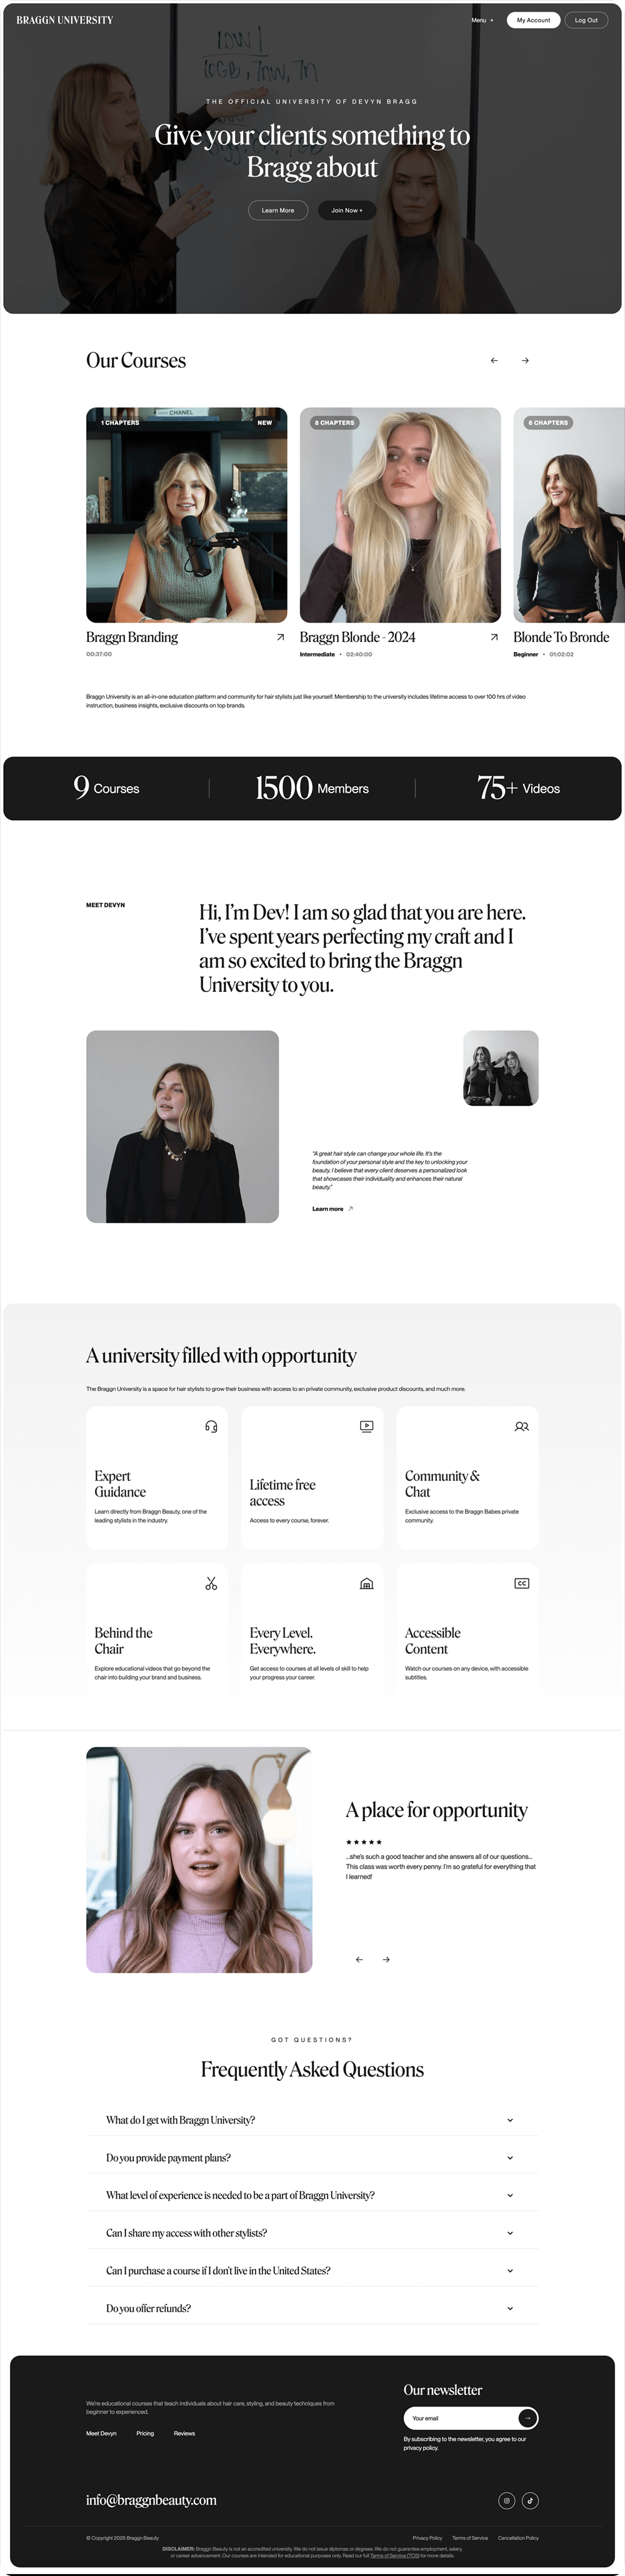 BRAGGN UNIVERSITY
Menu +
My Account
Log Out
THE OFFICIAL UNIVERSITY OF DEVYN BRAGG
Give your clients something to
Bragg about
Learn More
Join Now +
Our Courses
CHANEL
1 CHAPTERS
NEW
8 CHAPTERS
6 CHAPTERS
Braggn Branding
00:37:00
Braggn Blonde - 2024
Intermediate • 02:40:00
Blonde To Bronde
Beginner • 01:02:02
Braggn University is an all-in-one education platform and community for hair stylists just like yourself. Membership to the university includes lifetime access to over 100 hrs of video
instruction, business insights, exclusive discounts on top brands.
9 Courses
1500 Members
75+ Videos
MEET DEVYN
Hi, I'm Dev! I am so glad that you are here.
I've spent years perfecting my craft and I
am so excited to bring the Braggn
University to you.
"A great hair style can change your whole life. It's the
foundation of your personal style and the key to unlocking your
beauty. I believe that every client deserves a personalized look
that showcases their individuality and enhances their natural
beauty."
Learn more
A university filled with opportunity
The Braggn University is a space for hair stylists to grow their business with access to an private community, exclusive product discounts, and much more.
Expert
Guidance
Learn directly from Braggn Beauty, one of the
leading stylists in the industry.
Lifetime free
access
Access to every course, forever.
Community &
Chat
Exclusive access to the Braggn Babes private
community.
Behind the
Chair
Explore educational videos that go beyond the
chair into building your brand and business.
Every Level.
Everywhere.
Get access to courses at all levels of skill to help
your progress your career.
CC
Accessible
Content
Watch our courses on any device, with accessible
subtitles.
A place for opportunity
...she's such a good teacher and she answers all of our questions...
This class was worth every penny. I'm so grateful for everything that
I learned!
GOT QUESTIONS?
Frequently Asked Questions
What do I get with Braggn University?
Do you provide payment plans?
What level of experience is needed to be a part of Braggn University?
Can I share my access with other stylists?
Can I purchase a course if I don't live in the United States?
Do you offer refunds?
We're educational courses that teach individuals about hair care, styling, and beauty techniques from
beginner to experienced.
Meet Devyn
Pricing
Reviews
Our newsletter
Your email
By subscribing to the newsletter, you agree to our
privacy policy.
info@braggnbeauty.com
© Copyright 2025 Braggn Beauty
Privacy Policy
Terms of Service
Cancellation Policy
DISCLAIMER: Braggn Beauty is not an accredited university. We do not issue diplomas or degrees. We do not guarantee employment, salary,
or career advancement. Our courses are intended for educational purposes only. Read our full Terms of Service (TOS) for more details.